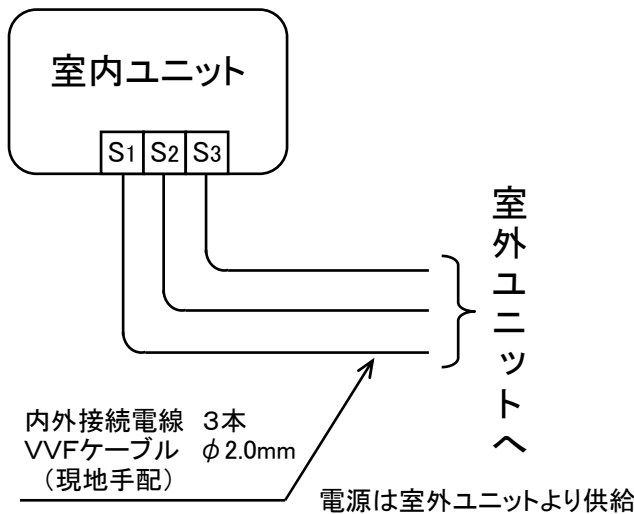 室内ユニット
S1 S2 S3
室外ユニットへ
内外接続電線 3本
VVFケーブル φ2.0mm
（現地手配）
電源は室外ユニットより供給